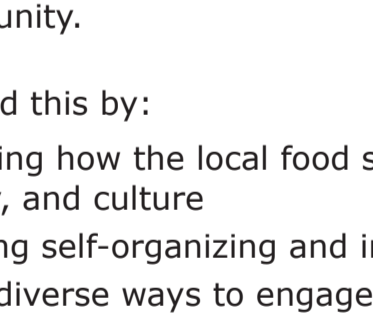 unity.
d this by:
ing how the local food s
, and culture
ng self-organizing and i
diverse ways to engage